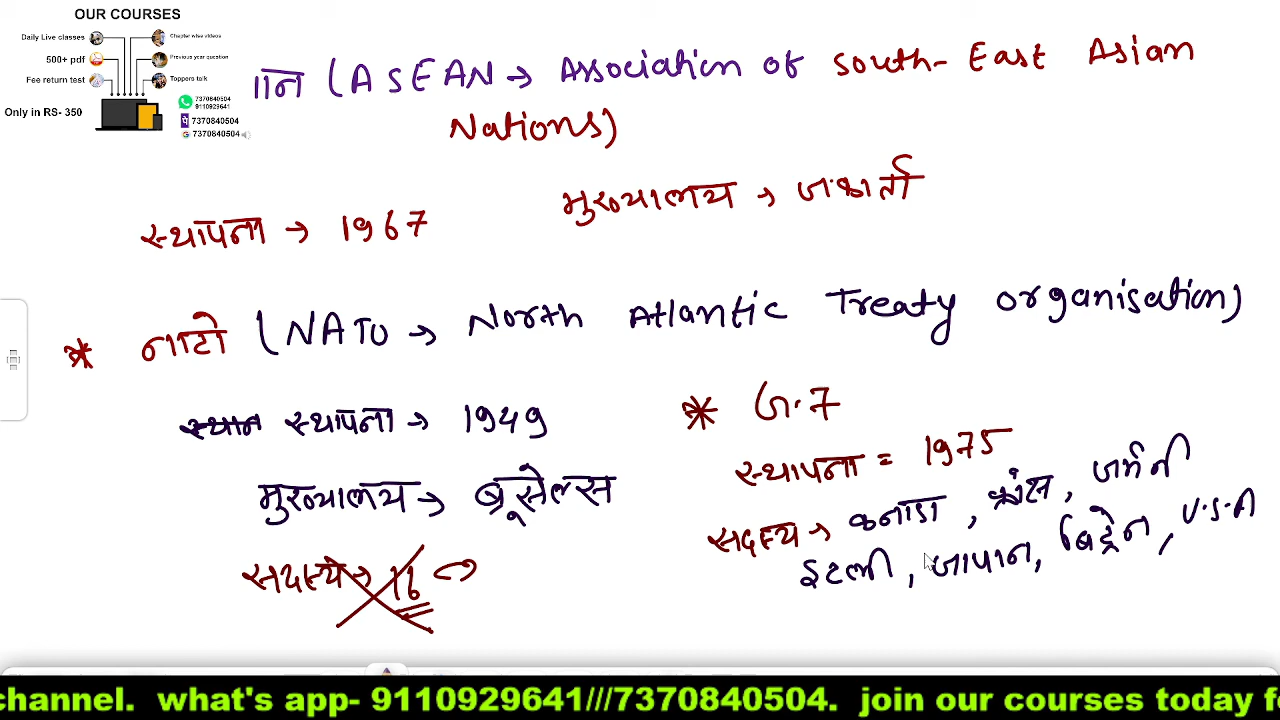 OUR COURSES
Daily Live classes
Chapter wise videos
500+ pdf
Previous year question
Fee return test
Toppers talk
Only in RS- 350
7370840504
9110929641
7370840504
7370840504
ान (ASEAN → Association of South-East Asian
Nations)
स्थापना → 1967
मुख्यालय → जकार्ता
* नाटो (NATO → North Atlantic Treaty organisation)
स्थान स्थापना → 1949
मुख्यालय → ब्रूसेल्स
सदस्य → 16
* G.7
स्थापना = 1975
सदस्य → कनाडा, फ्रांस, जर्मनी
इटली, जापान, ब्रिटेन, U.S.A
channel. what's app- 9110929641///7370840504. join our courses today f